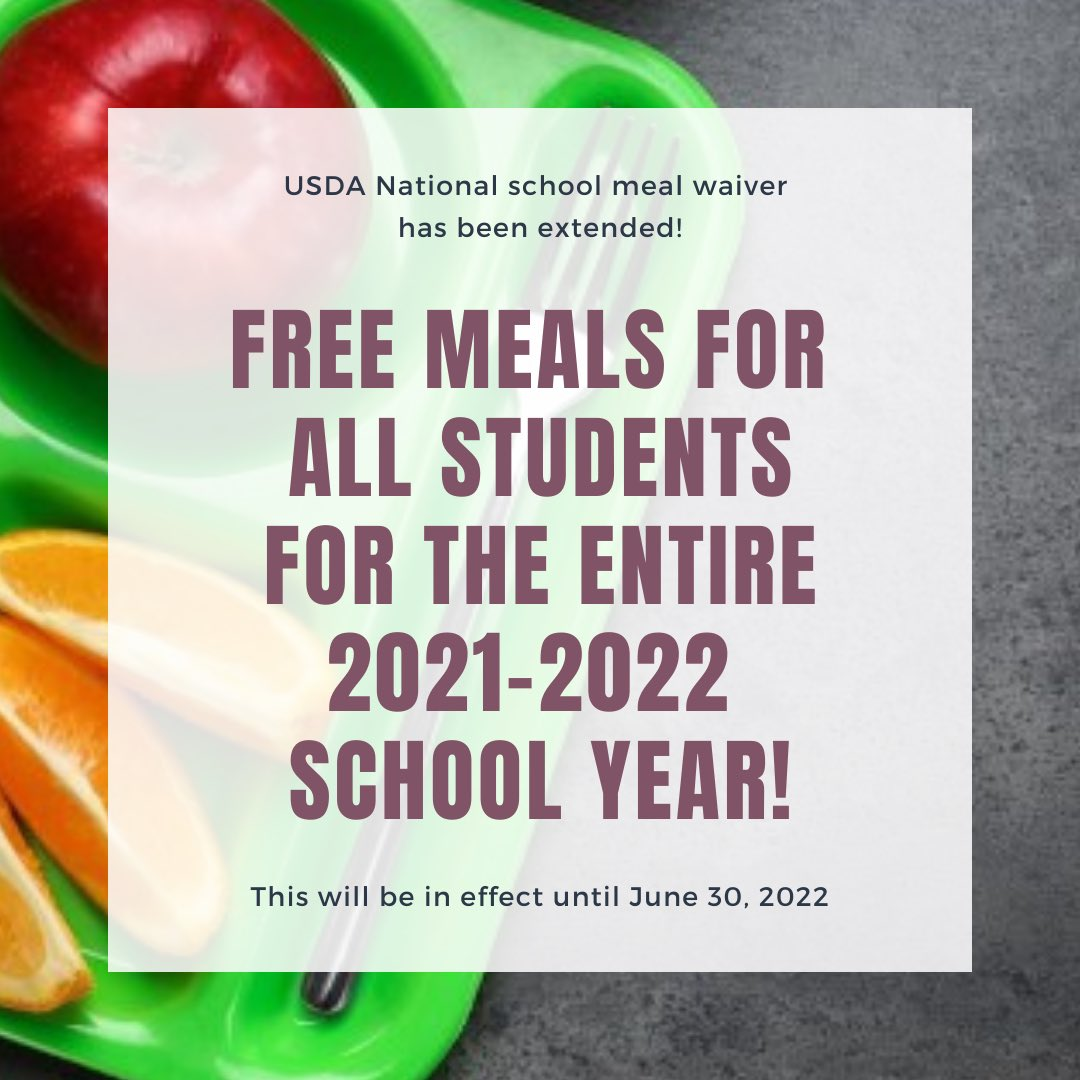 USDA National school meal waiver
has been extended!
FREE MEALS FOR
ALL STUDENTS
FOR THE ENTIRE
2021-2022
SCHOOL YEAR!
This will be in effect until June 30, 2022